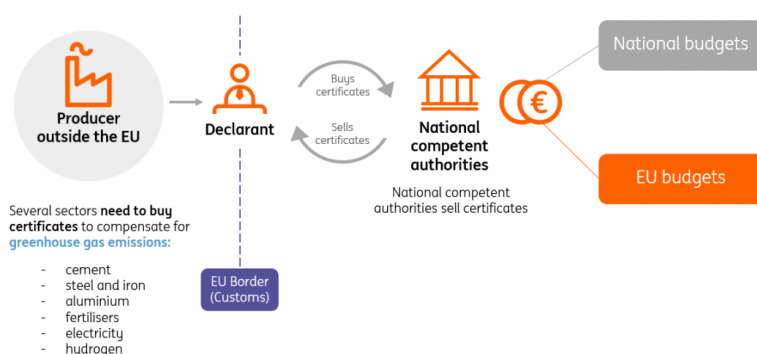 Producer
outside the EU
Declarant
Buys
certificates
Sells
certificates
National
competent
authorities
National competent
authorities sell certificates
€
National budgets
EU budgets
Several sectors need to buy
certificates to compensate for
greenhouse gas emissions:
- cement
- steel and iron
- aluminium
- fertilisers
- electricity
- hydrogen
EU Border
(Customs)